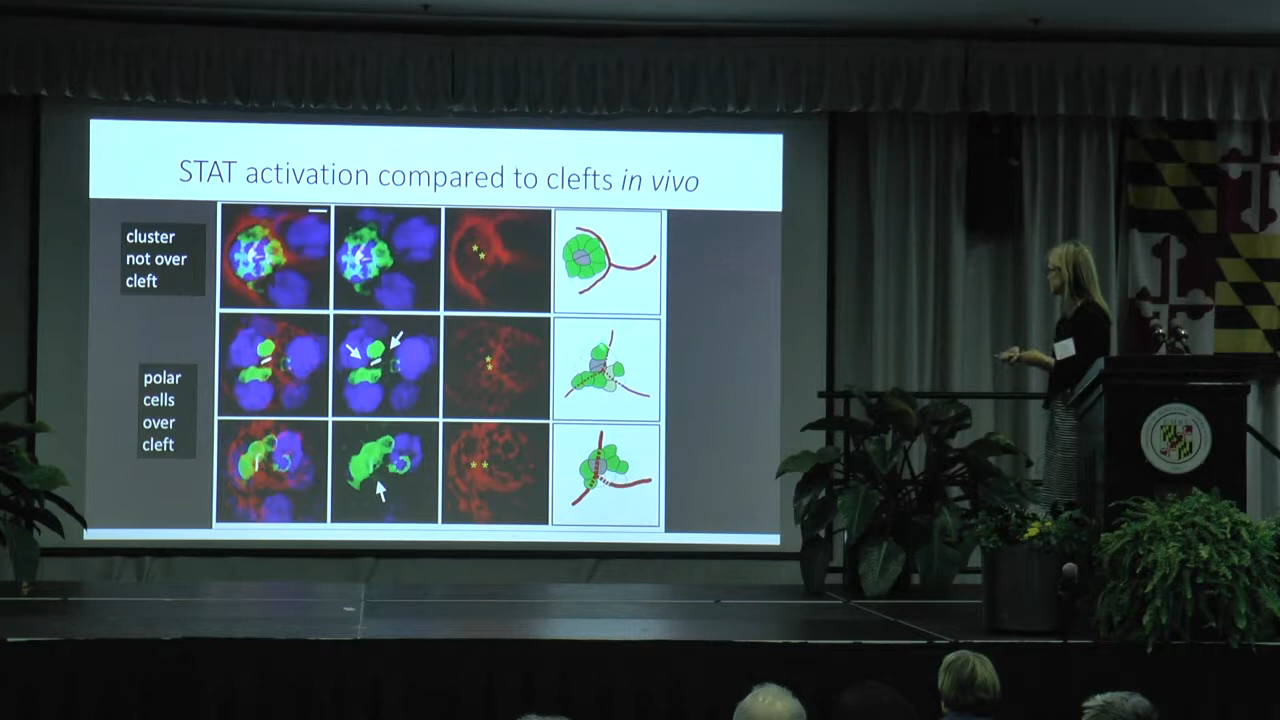 STAT activation compared to clefts in vivo
cluster
not over
cleft
polar
cells
over
cleft